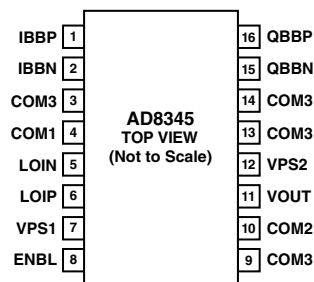 IBBP 1
IBBN 2
COM3 3
COM1 4
LOIN 5
LOIP 6
VPS1 7
ENBL 8
AD8345
TOP VIEW
(Not to Scale)
16 QBBP
15 QBBN
14 COM3
13 COM3
12 VPS2
11 VOUT
10 COM2
9 COM3